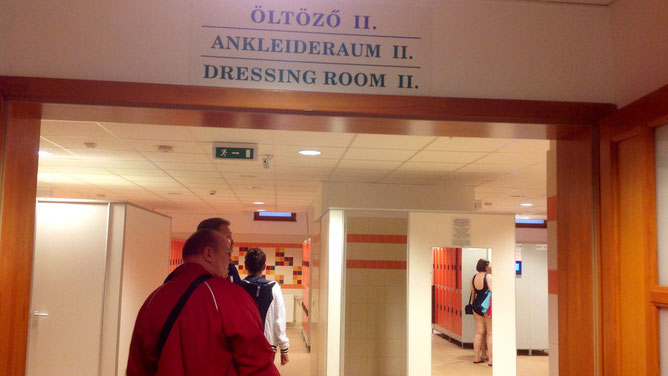 ÖLTÖZŐ II.
ANKLEIDERAUM II.
DRESSING ROOM II.